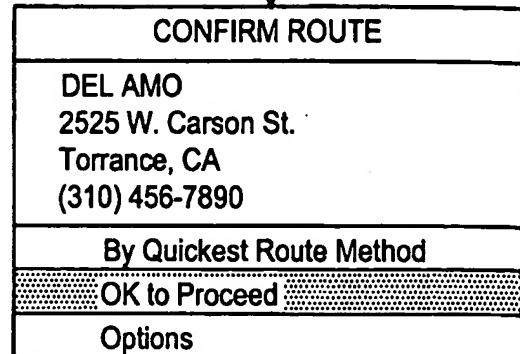 CONFIRM ROUTE
DEL AMO
2525 W. Carson St.
Torrance, CA
(310) 456-7890
By Quickest Route Method
OK to Proceed
Options